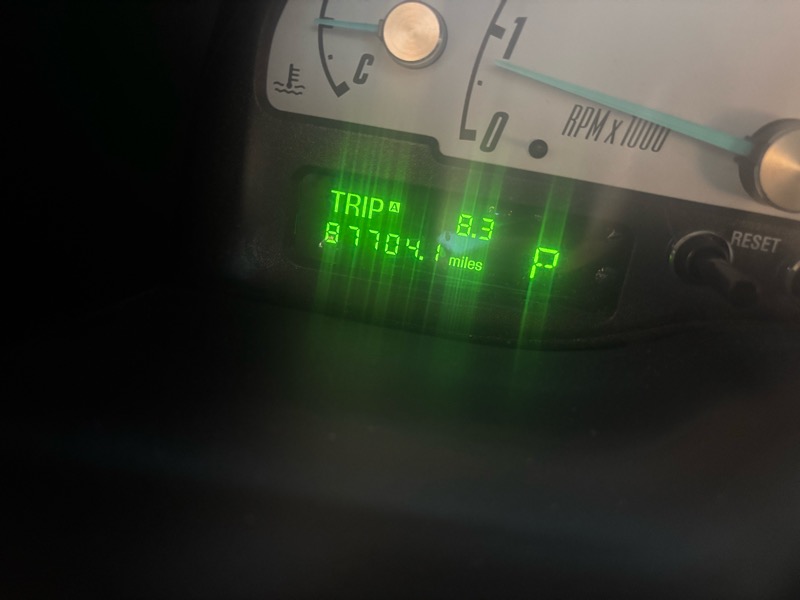 C
1
0
RPM x 1000
TRIP A
8.3
87704.1 miles
P
RESET